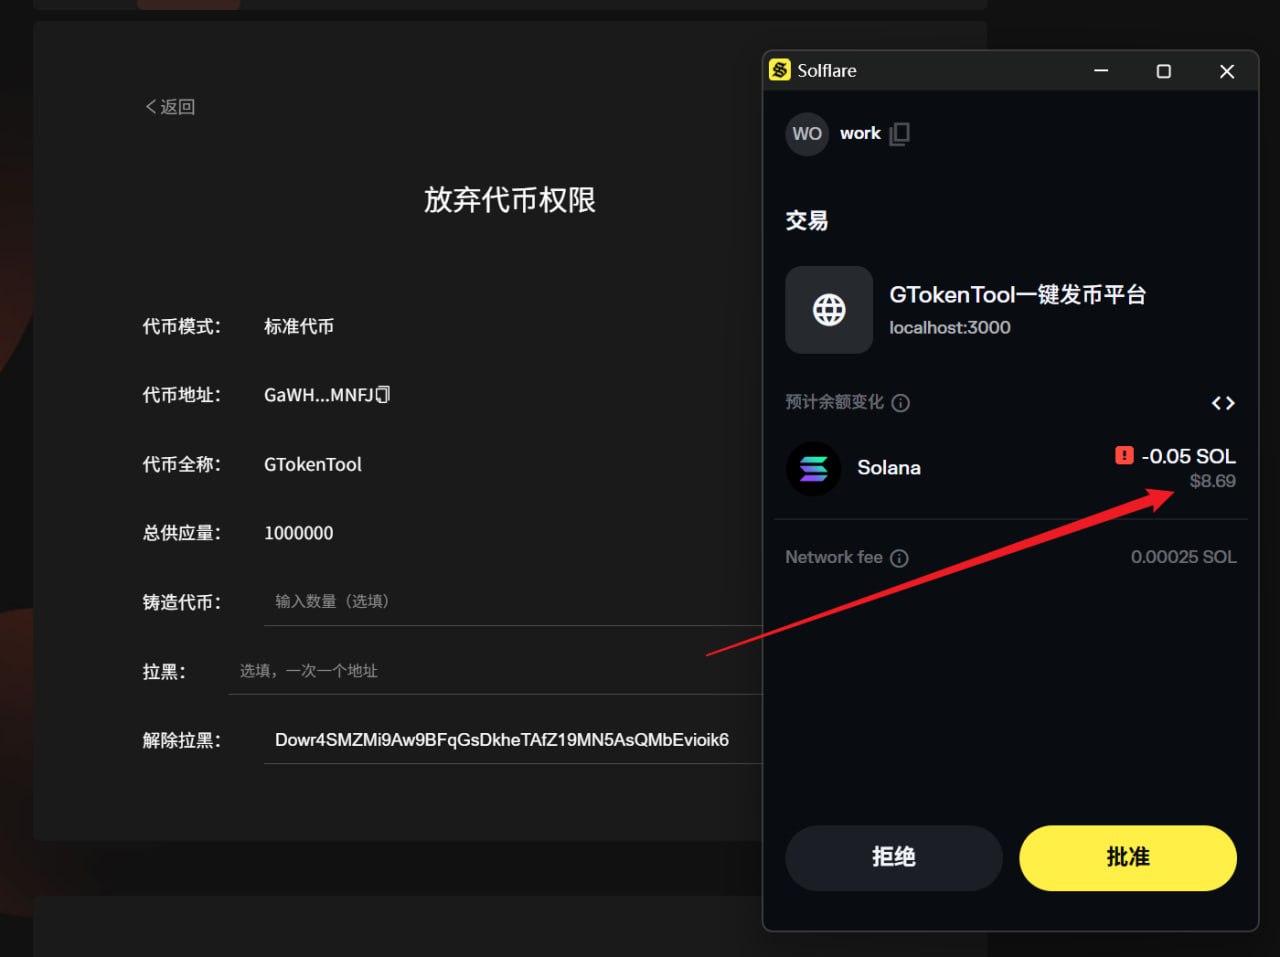 返回
放弃代币权限
代币模式： 标准代币
代币地址： GaWH...MNFJ
代币全称： GTokenTool
总供应量： 1000000
铸造代币： 输入数量（选填）
拉黑： 选填，一次一个地址
解除拉黑： Dowr4SMZMi9Aw9BFqGsDkheTAfZ19MN5AsQMbEvioik6
Solflare
WO work
交易
GTokenTool一键发币平台
localhost:3000
预计余额变化
Solana -0.05 SOL
$8.69
Network fee 0.00025 SOL
拒绝 批准